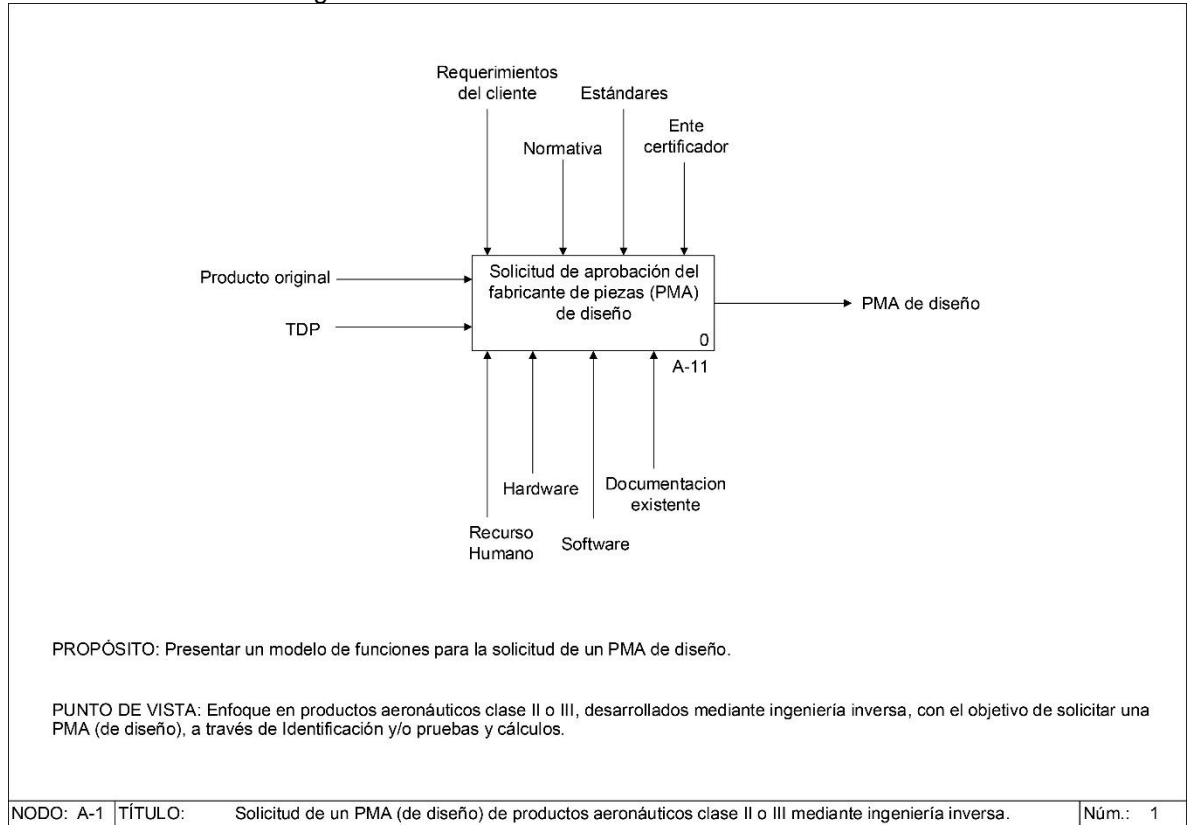 Requerimientos
del cliente
Estándares
Ente
certificador
Normativa
Producto original
Solicitud de aprobación del
fabricante de piezas (PMA)
de diseño
0
PMA de diseño
TDP
A-11
Hardware
Documentacion
existente
Recurso
Humano
Software
PROPÓSITO: Presentar un modelo de funciones para la solicitud de un PMA de diseño.
PUNTO DE VISTA: Enfoque en productos aeronáuticos clase II o III, desarrollados mediante ingeniería inversa, con el objetivo de solicitar una
PMA (de diseño), a través de Identificación y/o pruebas y cálculos.
NODO: A-1 TÍTULO: Solicitud de un PMA (de diseño) de productos aeronáuticos clase II o III mediante ingeniería inversa. Núm.: 1